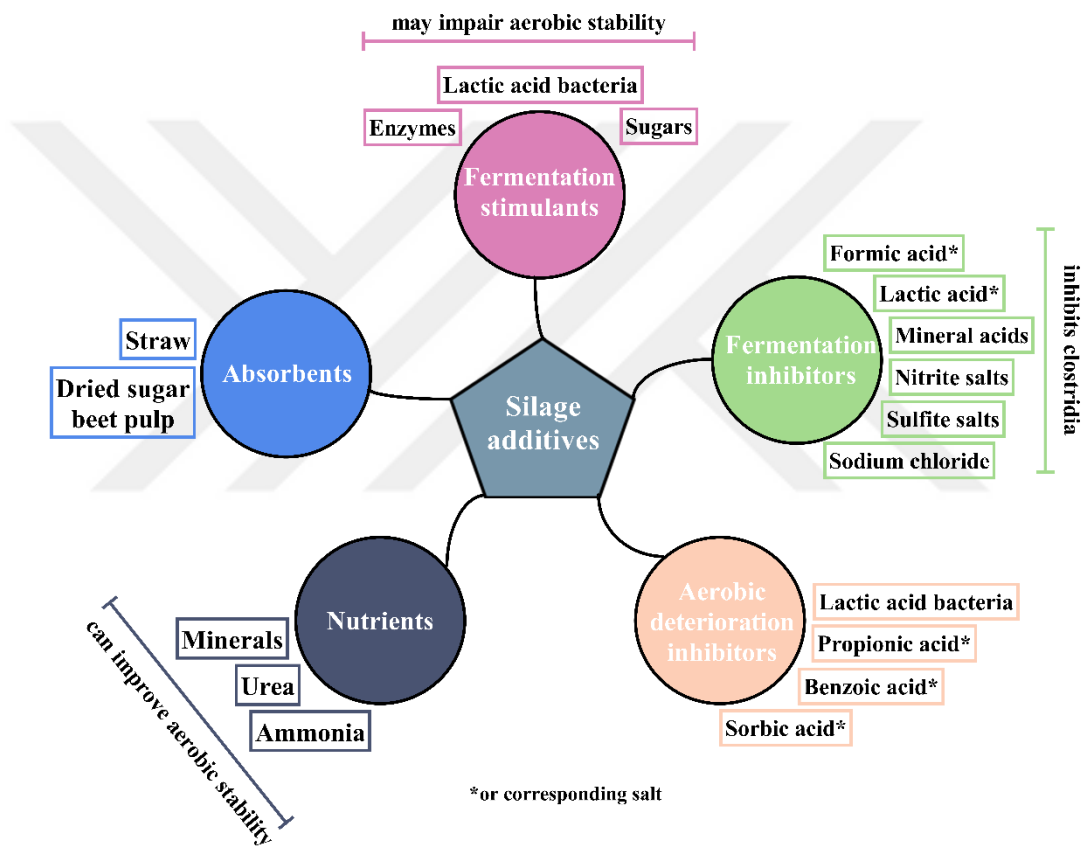 may impair aerobic stability
Lactic acid bacteria
Enzymes
Sugars
Fermentation
stimulants
Formic acid*
Lactic acid*
Mineral acids
Nitrite salts
Sulfite salts
Sodium chloride
inhibits clostridia
Fermentation
inhibitors
Straw
Dried sugar
beet pulp
Absorbents
Silage
additives
Nutrients
Minerals
Urea
Ammonia
can improve aerobic stability
Aerobic
deterioration
inhibitors
Lactic acid bacteria
Propionic acid*
Benzoic acid*
Sorbic acid*
*or corresponding salt